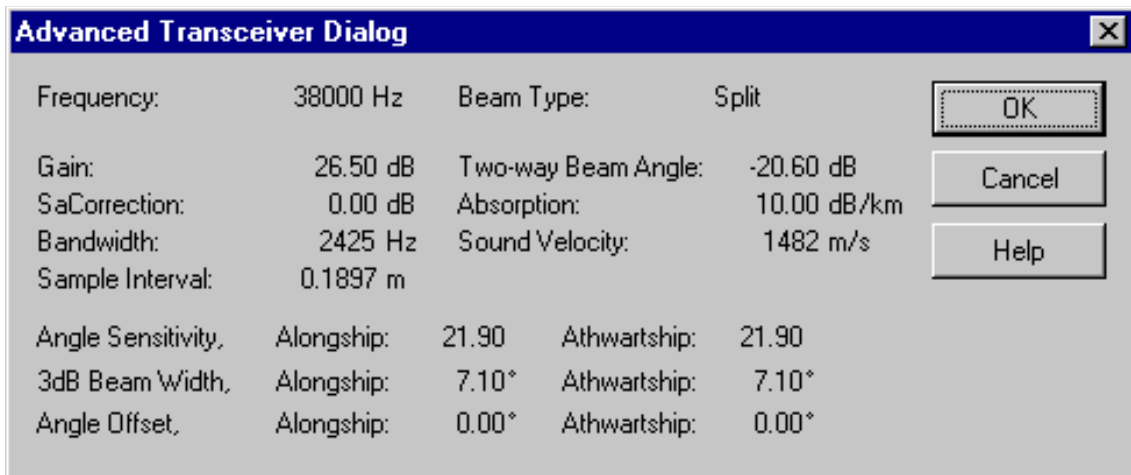 Advanced Transceiver Dialog
Frequency: 38000 Hz Beam Type: Split
OK
Gain: 26.50 dB Two-way Beam Angle: -20.60 dB
Cancel
SaCorrection: 0.00 dB Absorption: 10.00 dB/km
Bandwidth: 2425 Hz Sound Velocity: 1482 m/s
Help
Sample Interval: 0.1897 m
Angle Sensitivity, Alongship: 21.90 Athwartship: 21.90
3dB Beam Width, Alongship: 7.10° Athwartship: 7.10°
Angle Offset, Alongship: 0.00° Athwartship: 0.00°